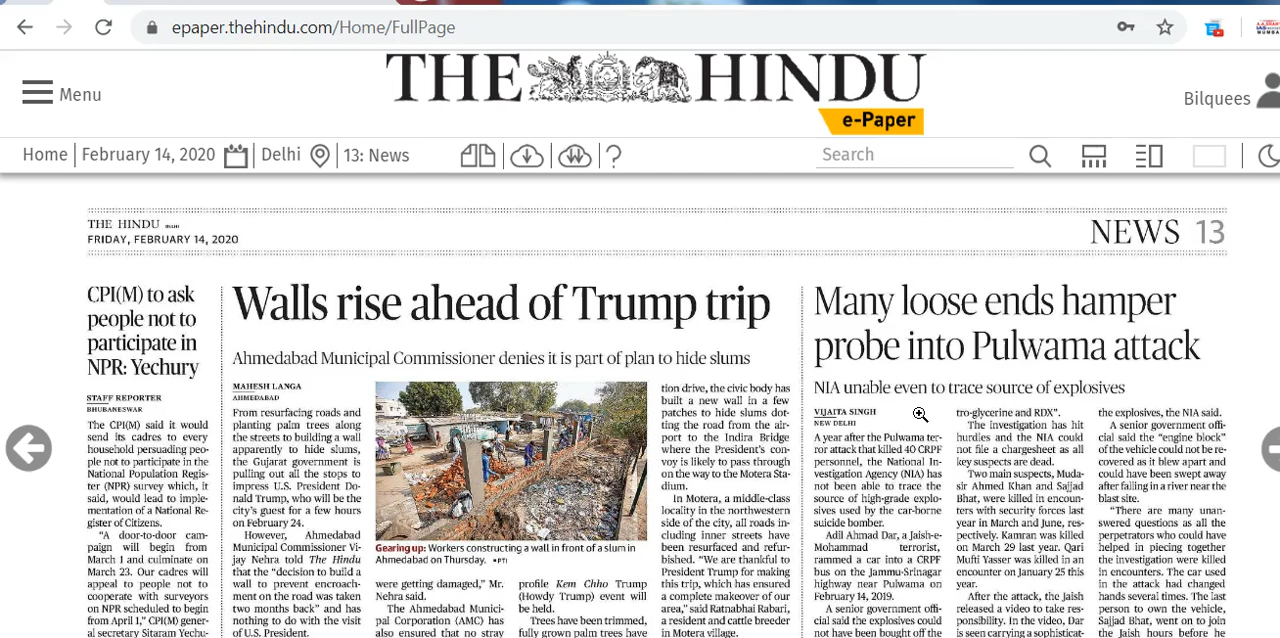 epaper.thehindu.com/Home/FullPage
Menu
THE HINDU
e-Paper
Bilquees
Home
February 14, 2020
Delhi
13: News
?
Search
THE HINDU DELHI
FRIDAY, FEBRUARY 14, 2020
NEWS 13
CPI(M) to ask
people not to
participate in
NPR: Yechury
STAFF REPORTER
BHUBANESWAR
The CPI(M) said it would
send its cadres to every
household persuading peo-
ple not to participate in the
National Population Regis-
ter (NPR) survey which, it
said, would lead to imple-
mentation of a National Re-
gister of Citizens.
“A door-to-door cam-
paign will begin from
March 1 and culminate on
March 23. Our cadres will
appeal to people not to
cooperate with surveyors
on NPR scheduled to begin
from April 1,” CPI(M) gener-
al secretary Sitaram Yechu-
Walls rise ahead of Trump trip
Ahmedabad Municipal Commissioner denies it is part of plan to hide slums
MAHESH LANGA
AHMEDABAD
From resurfacing roads and
planting palm trees along
the streets to building a wall
apparently to hide slums,
the Gujarat government is
pulling out all the stops to
impress U.S. President Do-
nald Trump, who will be the
city’s guest for a few hours
on February 24.
However, Ahmedabad
Municipal Commissioner Vi-
jay Nehra told The Hindu
that the “decision to build a
wall to prevent encroach-
ment on the road was taken
two months back” and has
nothing to do with the visit
of U.S. President.
Gearing up: Workers constructing a wall in front of a slum in
Ahmedabad on Thursday. •PTI
were getting damaged,” Mr.
Nehra said.
The Ahmedabad Munici-
pal Corporation (AMC) has
also ensured that no stray
profile Kem Chho Trump
(Howdy Trump) event will
be held.
Trees have been trimmed,
fully grown palm trees have
tion drive, the civic body has
built a new wall in a few
patches to hide slums dot-
ting the road from the air-
port to the Indira Bridge
where the President’s con-
voy is likely to pass through
on the way to the Motera Sta-
dium.
In Motera, a middle-class
locality in the northwestern
side of the city, all roads in-
cluding inner streets have
been resurfaced and refur-
bished. “We are thankful to
President Trump for making
this trip, which has ensured
a complete makeover of our
area,” said Ratnabhai Rabari,
a resident and cattle breeder
in Motera village.
Many loose ends hamper
probe into Pulwama attack
NIA unable even to trace source of explosives
VIJAITA SINGH
NEW DELHI
A year after the Pulwama ter-
ror attack that killed 40 CRPF
personnel, the National In-
vestigation Agency (NIA) has
not been able to trace the
source of high-grade explo-
sives used by the car-borne
suicide bomber.
Adil Ahmad Dar, a Jaish-e-
Mohammad terrorist,
rammed a car into a CRPF
bus on the Jammu-Srinagar
highway near Pulwama on
February 14, 2019.
A senior government offi-
cial said the explosives could
not have been bought off the
tro-glycerine and RDX”.
The investigation has hit
hurdles and the NIA could
not file a chargesheet as all
key suspects are dead.
Two main suspects, Muda-
sir Ahmed Khan and Sajjad
Bhat, were killed in encoun-
ters with security forces last
year in March and June, res-
pectively. Kamran was killed
on March 29 last year. Qari
Mufti Yasser was killed in an
encounter on January 25 this
year.
After the attack, the Jaish
released a video to take res-
ponsibility. In the video, Dar
is seen carrying a sophisticat-
the explosives, the NIA said.
A senior government offi-
cial said the “engine block”
of the vehicle could not be re-
covered as it blew apart and
could have been swept away
after falling in a river near the
blast site.
“There are many unan-
swered questions as all the
perpetrators who could have
helped in piecing together
the investigation were killed
in encounters. The car used
in the attack had changed
hands several times. The last
person to own the vehicle,
Sajjad Bhat, went on to join
the Jaish hours before